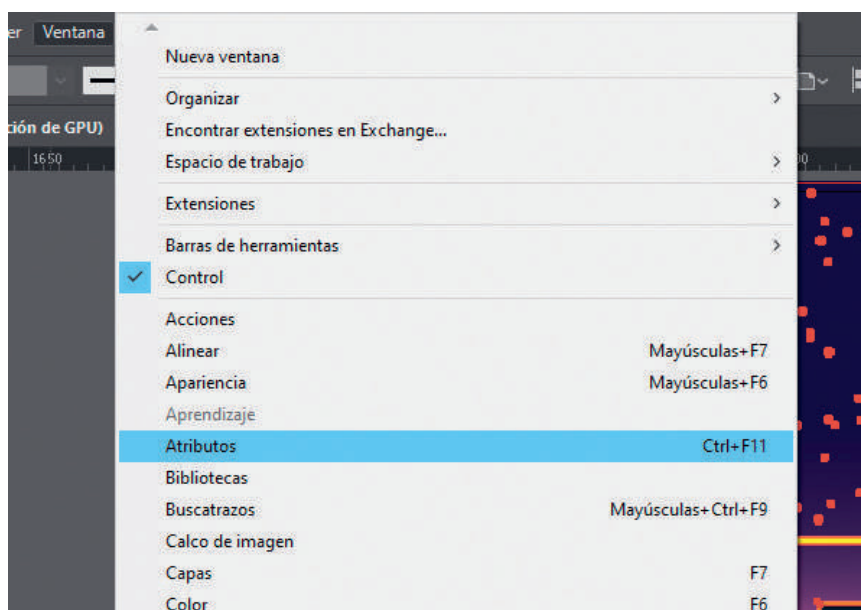 er Ventana
Nueva ventana
Organizar
Encontrar extensiones en Exchange...
ción de GPU)
Espacio de trabajo
1650
Extensiones
Barras de herramientas
Control
Acciones
Alinear Mayúsculas+F7
Apariencia Mayúsculas+F6
Aprendizaje
Atributos Ctrl+F11
Bibliotecas
Buscatrazos Mayúsculas+Ctrl+F9
Calco de imagen
Capas F7
Color F6